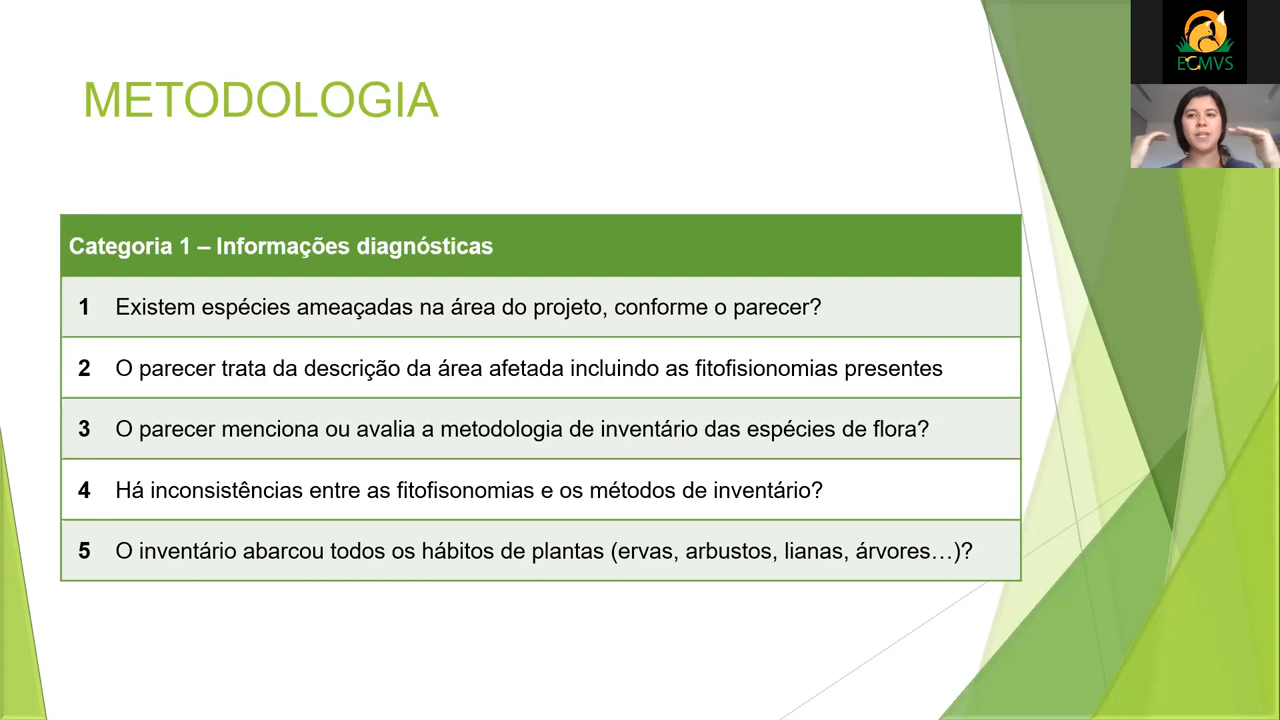 METODOLOGIA
ECMVS
Categoria 1 – Informações diagnósticas
1 Existem espécies ameaçadas na área do projeto, conforme o parecer?
2 O parecer trata da descrição da área afetada incluindo as fitofisionomias presentes
3 O parecer menciona ou avalia a metodologia de inventário das espécies de flora?
4 Há inconsistências entre as fitofisonomias e os métodos de inventário?
5 O inventário abarcou todos os hábitos de plantas (ervas, arbustos, lianas, árvores…)?